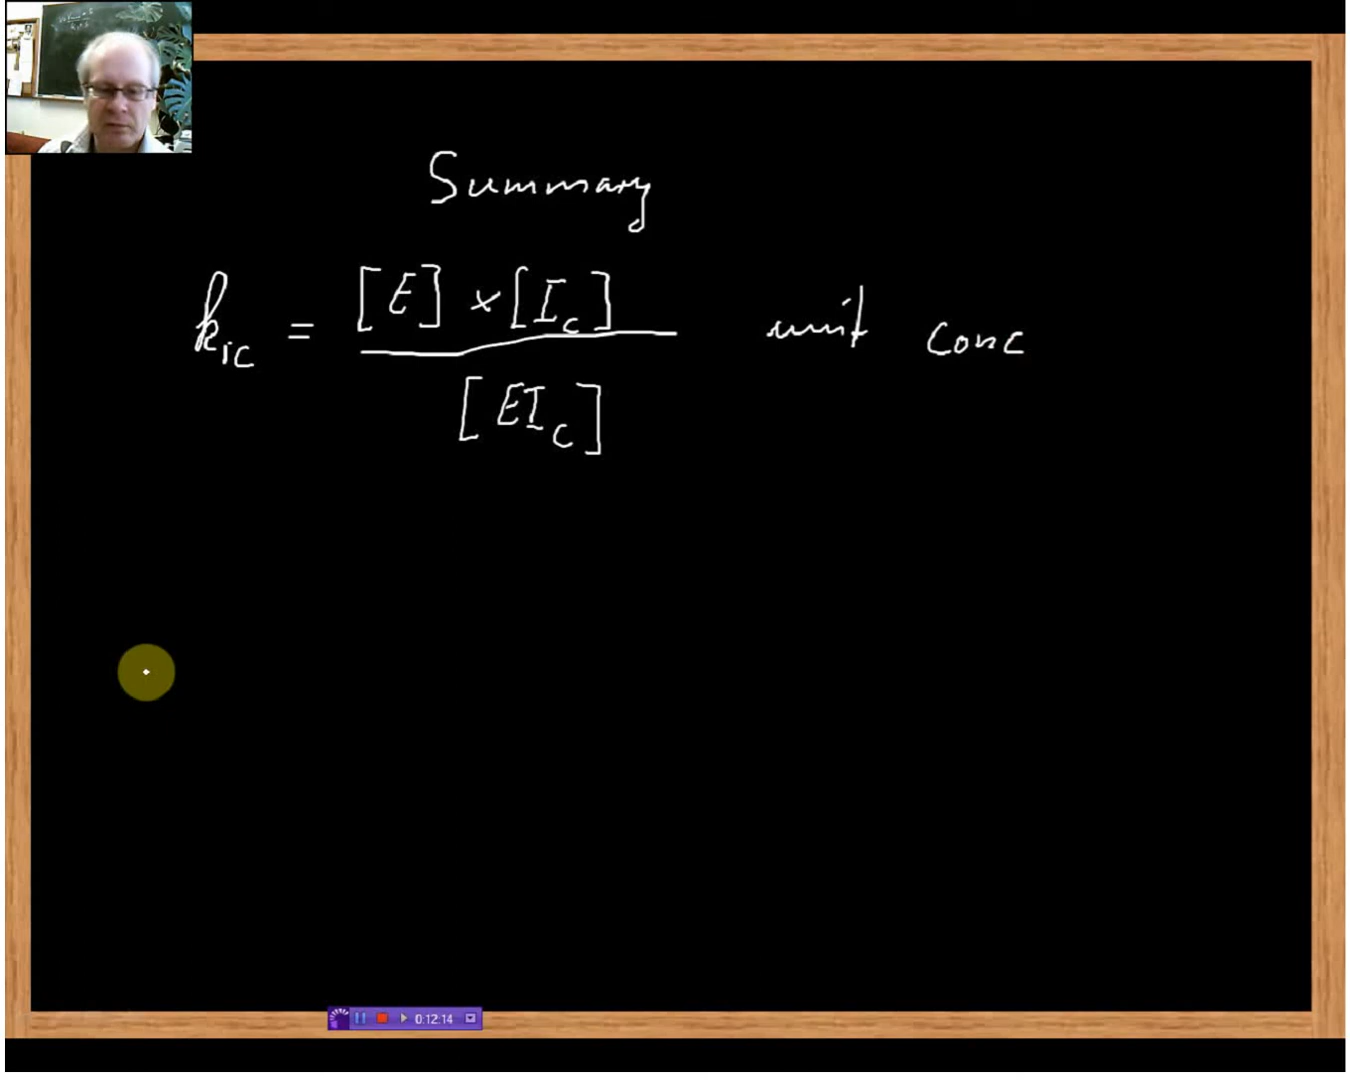 Summary
k_ic = [E] × [I_c] / [EI_c] unit conc
0:12:14